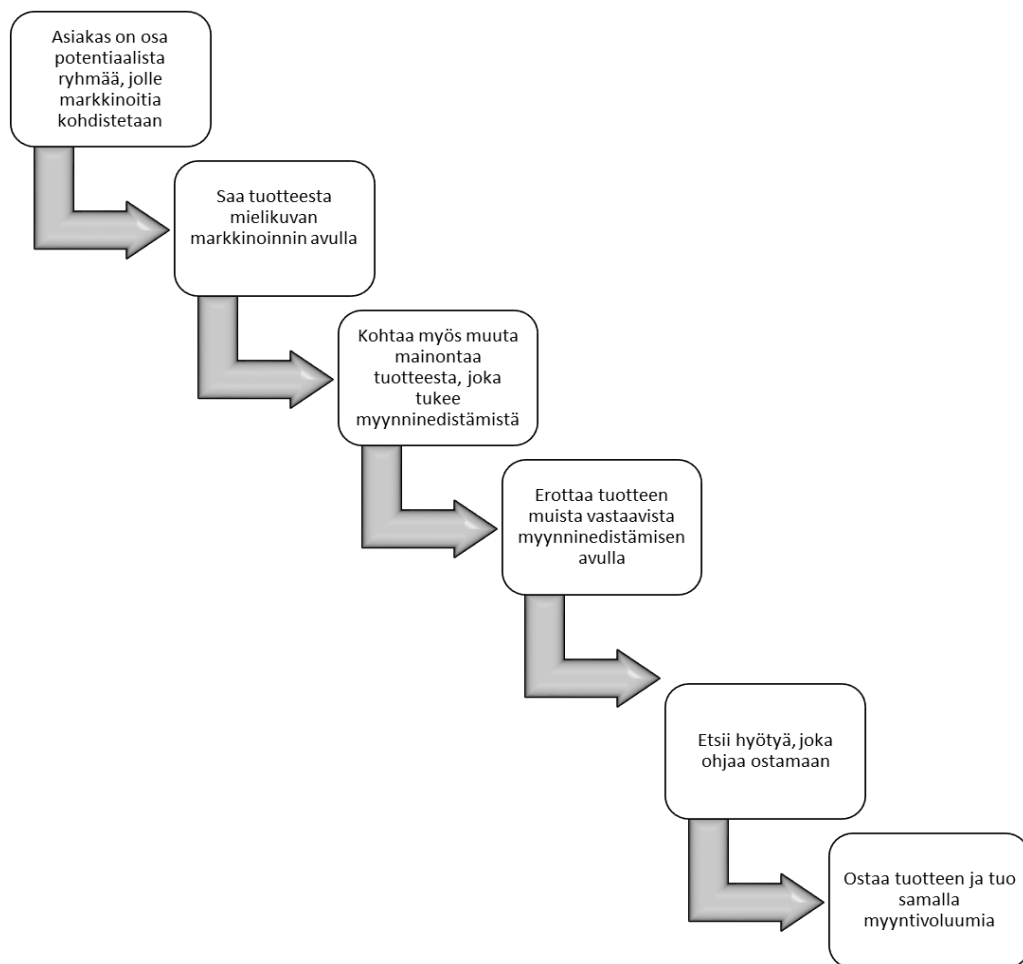 Asiakas on osa
potentiaalista
ryhmää, jolle
markkinoitia
kohdistetaan
Saa tuotteesta
mielikuvan
markkinoinnin avulla
Kohtaa myös muuta
mainontaa
tuotteesta, joka
tukee
myynninedistämistä
Erottaa tuotteen
muista vastaavista
myynninedistämisen
avulla
Etsii hyötyä, joka
ohjaa ostamaan
Ostaa tuotteen ja tuo
samalla
myyntivoluumia